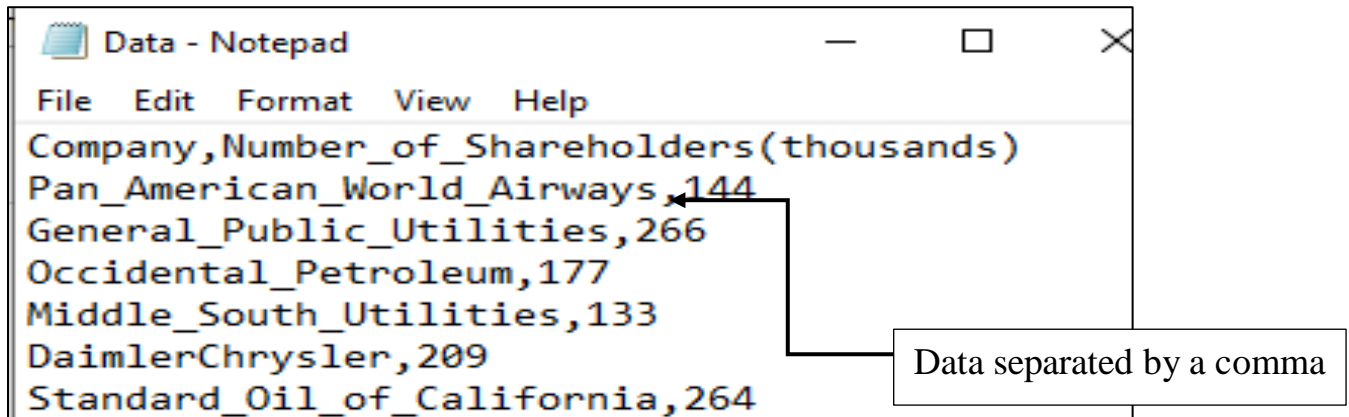 Data - Notepad
File Edit Format View Help
Company,Number_of_Shareholders(thousands)
Pan_American_World_Airways,144
General_Public_Utilities,266
Occidental_Petroleum,177
Middle_South_Utilities,133
DaimlerChrysler,209
Standard_Oil_of_California,264
Data separated by a comma